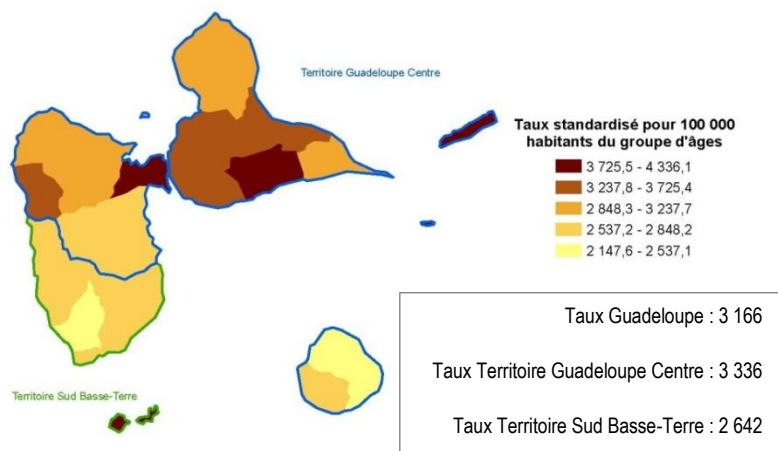 Territoire Guadeloupe Centre
Taux standardisé pour 100 000
habitants du groupe d'âges
3 725,5 - 4 336,1
3 237,8 - 3 725,4
2 848,3 - 3 237,7
2 537,2 - 2 848,2
2 147,6 - 2 537,1
Taux Guadeloupe : 3 166
Taux Territoire Guadeloupe Centre : 3 336
Taux Territoire Sud Basse-Terre : 2 642
Territoire Sud Basse-Terre